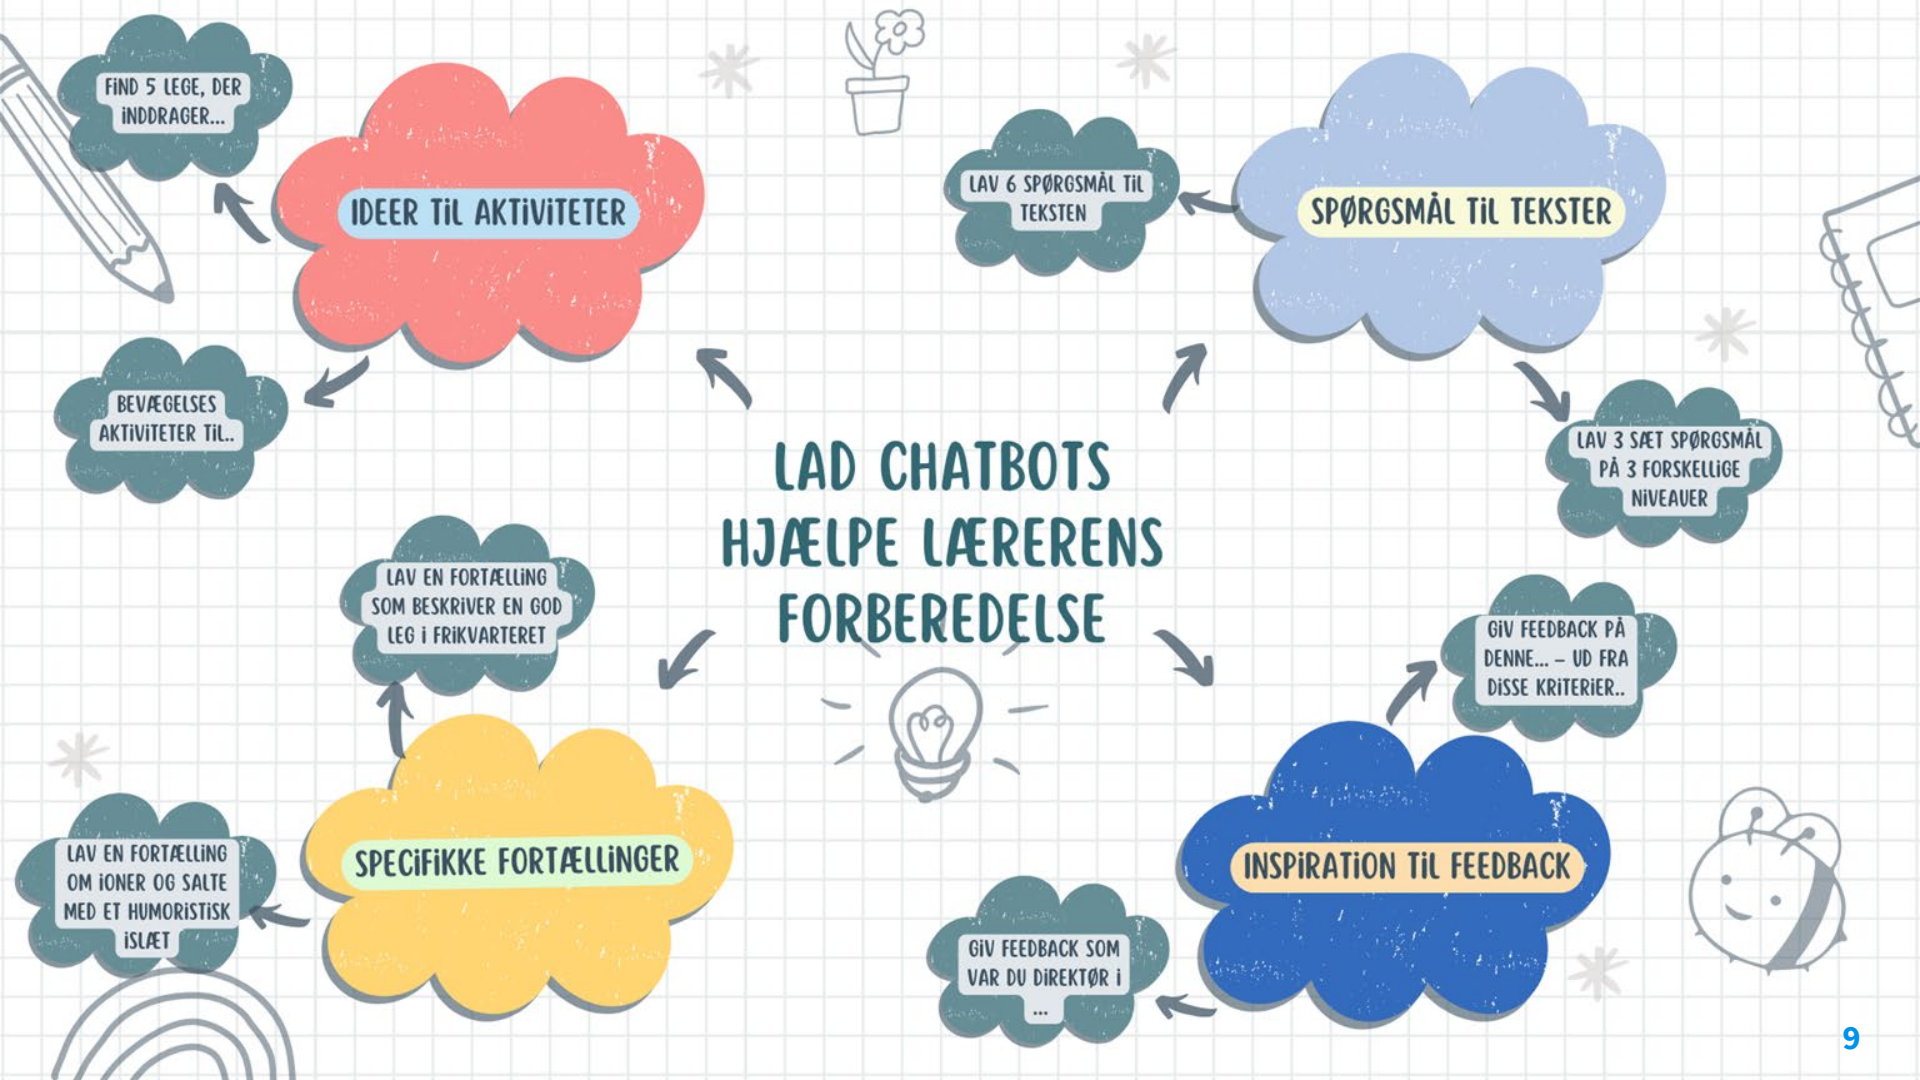 FIND 5 LEGE, DER
INDDRAGER...
IDEER TIL AKTIVITETER
BEVÆGELSES
AKTIVITETER TIL..
LAV 6 SPØRGSMÅL TIL
TEKSTEN
SPØRGSMÅL TIL TEKSTER
LAV 3 SÆT SPØRGSMÅL
PÅ 3 FORSKELLIGE
NIVEAUER
LAD CHATBOTS
HJÆLPE LÆRERENS
FORBEREDELSE
LAV EN FORTÆLLING
SOM BESKRIVER EN GOD
LEG I FRIKVARTERET
SPECIFIKKE FORTÆLLINGER
LAV EN FORTÆLLING
OM IONER OG SALTE
MED ET HUMORISTISK
ISLÆT
GIV FEEDBACK PÅ
DENNE... – UD FRA
DISSE KRITERIER..
INSPIRATION TIL FEEDBACK
GIV FEEDBACK SOM
VAR DU DIREKTØR I
...
9